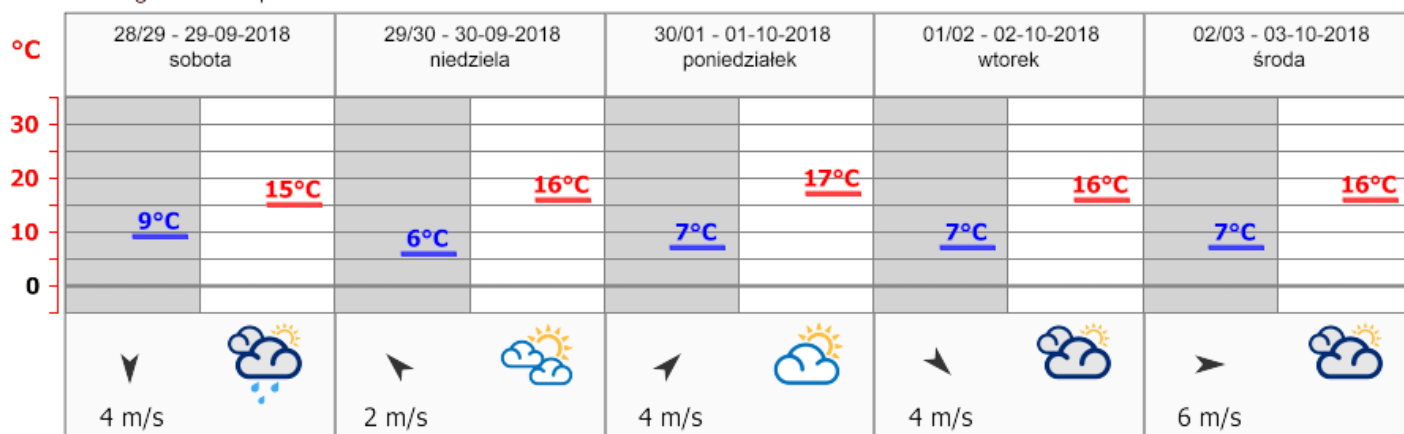 °C
28/29 - 29-09-2018
sobota
29/30 - 30-09-2018
niedziela
30/01 - 01-10-2018
poniedziałek
01/02 - 02-10-2018
wtorek
02/03 - 03-10-2018
środa
30
20
10
0
9°C
15°C
6°C
16°C
7°C
17°C
7°C
16°C
7°C
16°C
4 m/s
2 m/s
4 m/s
4 m/s
6 m/s